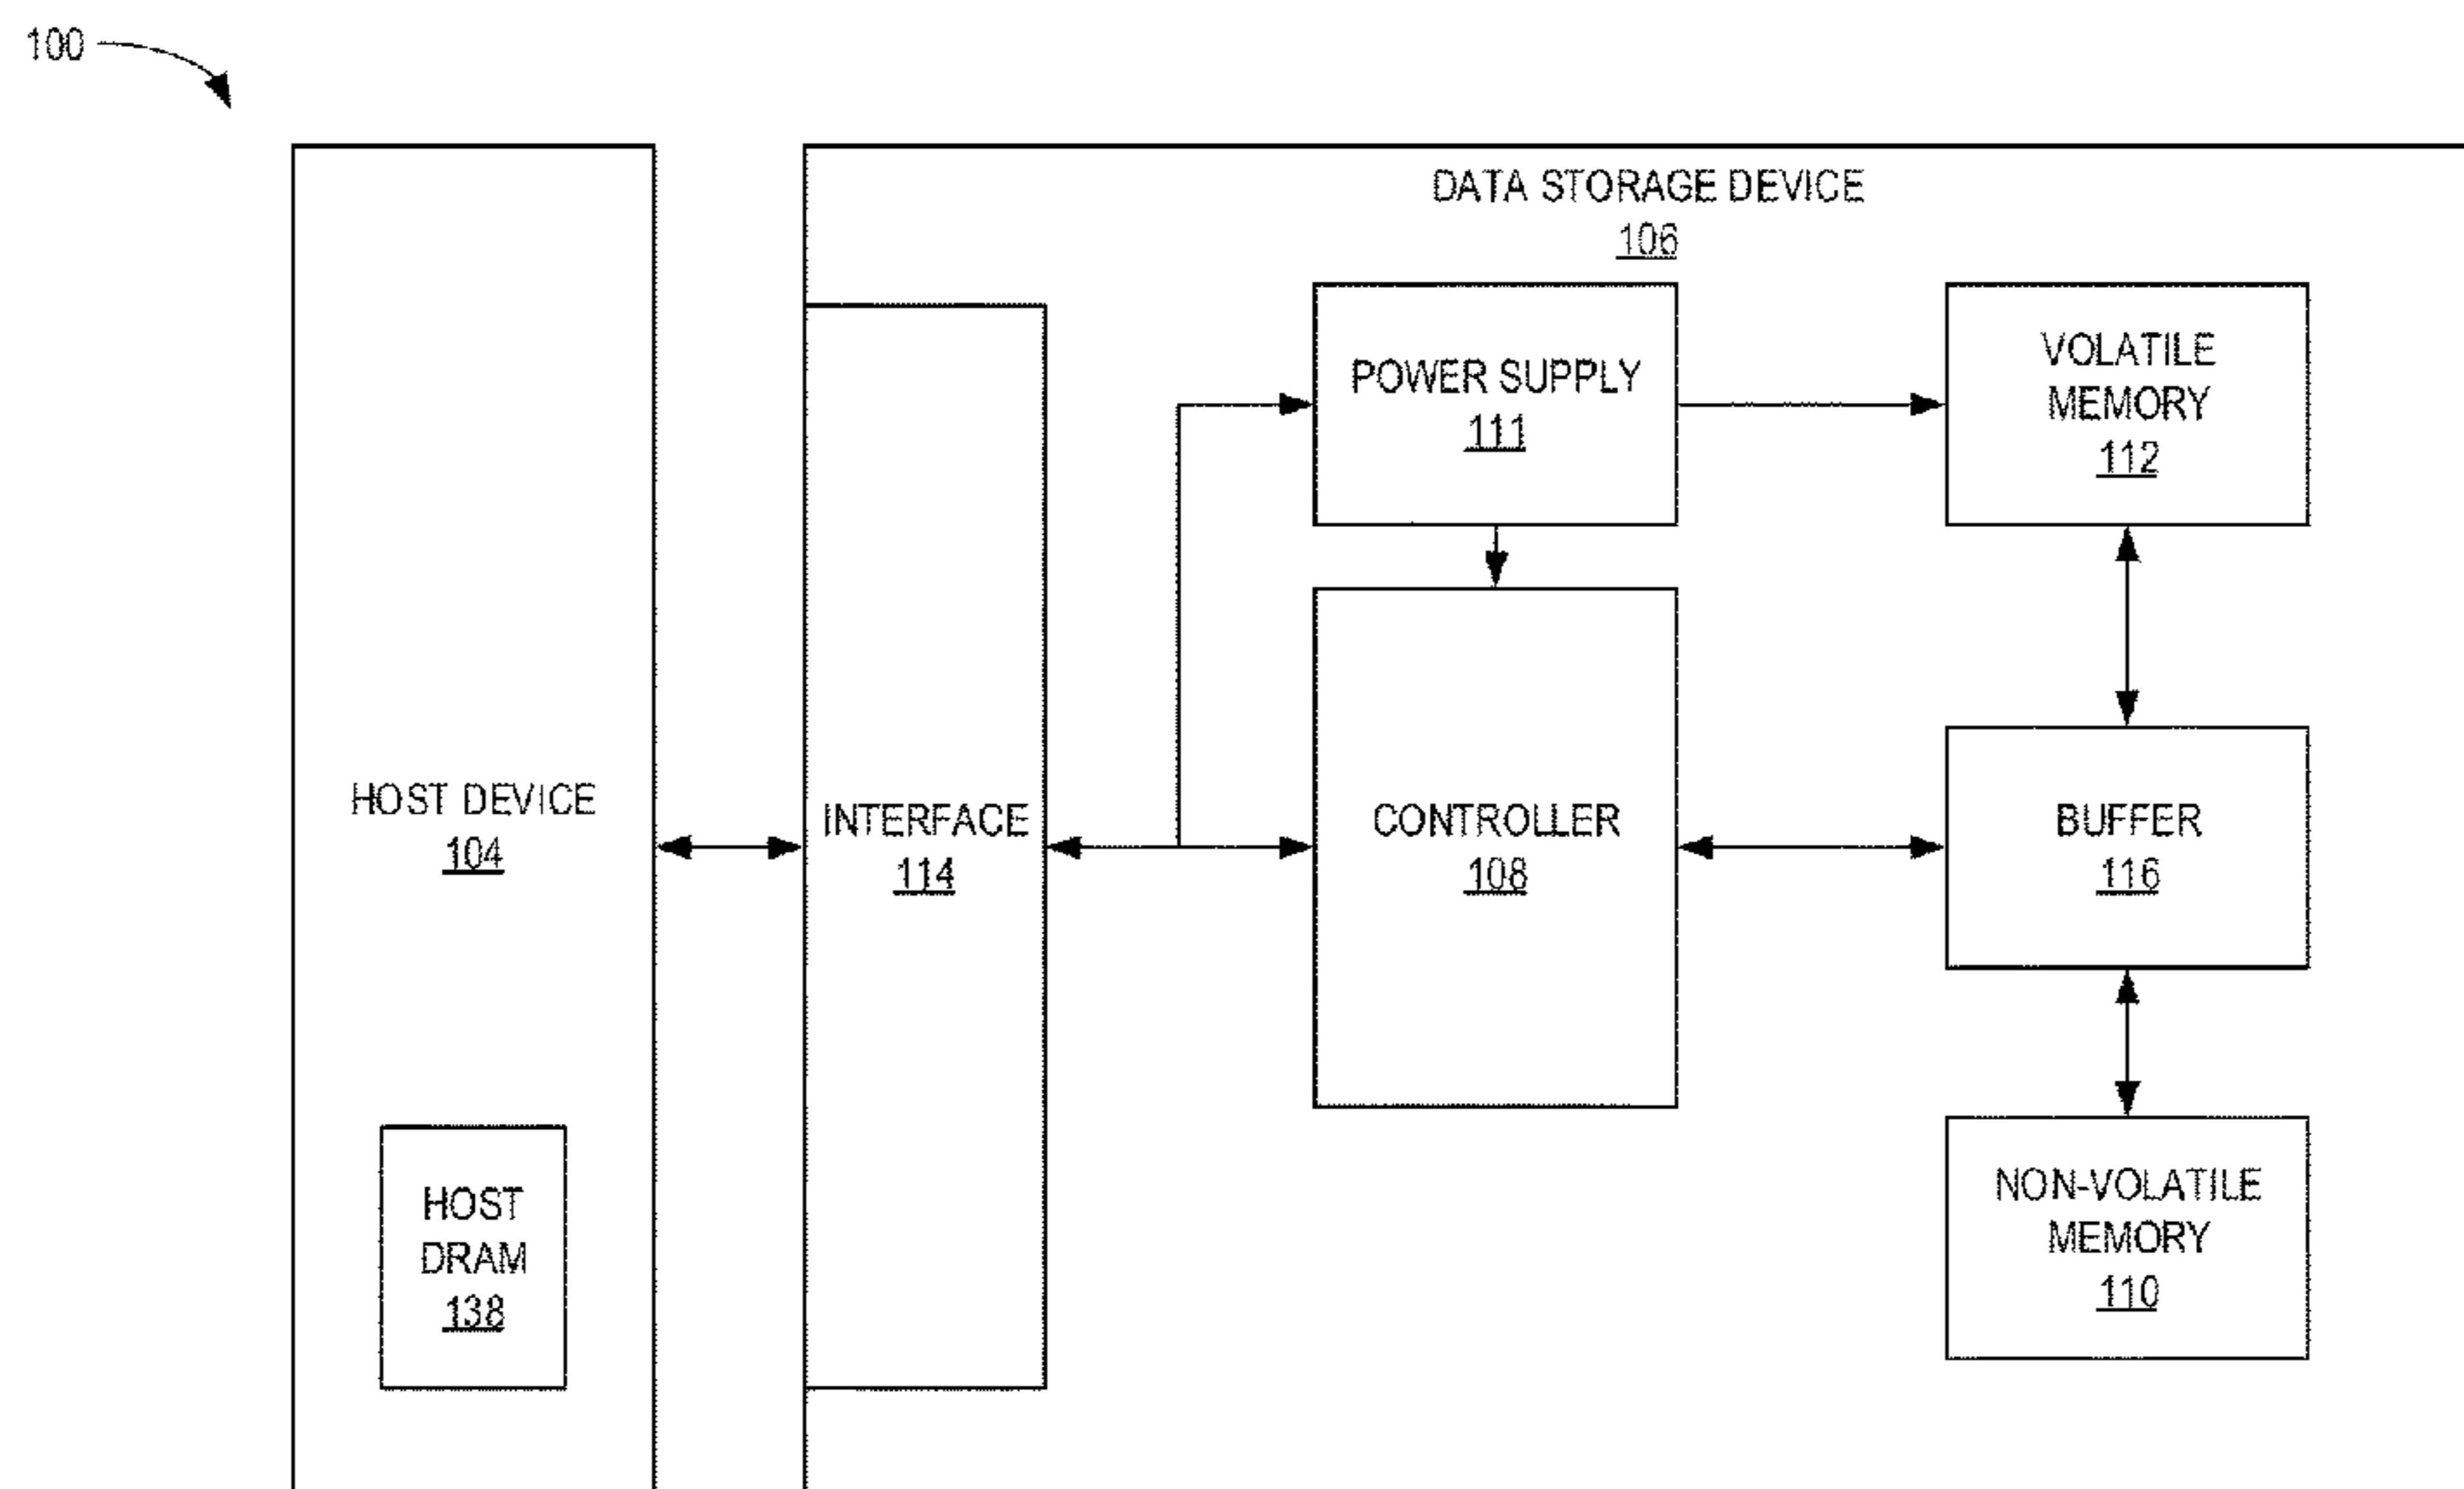 100
DATA STORAGE DEVICE
106
POWER SUPPLY
111
VOLATILE
MEMORY
112
HOST DEVICE
104
INTERFACE
114
CONTROLLER
108
BUFFER
116
HOST
DRAM
138
NON-VOLATILE
MEMORY
110